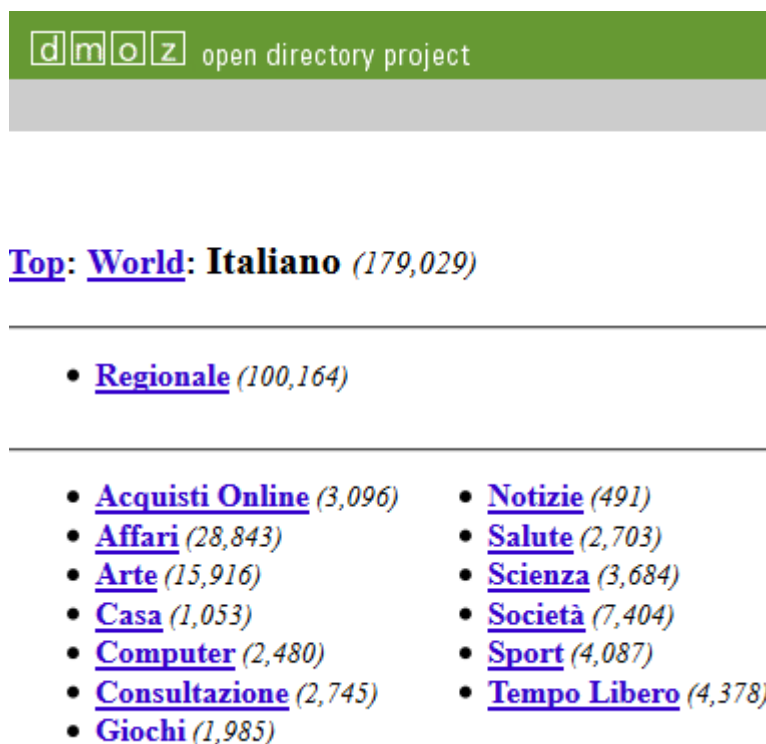 dmoz open directory project
Top: World: Italiano (179,029)
Regionale (100,164)
Acquisti Online (3,096)
Affari (28,843)
Arte (15,916)
Casa (1,053)
Computer (2,480)
Consultazione (2,745)
Giochi (1,985)
Notizie (491)
Salute (2,703)
Scienza (3,684)
Società (7,404)
Sport (4,087)
Tempo Libero (4,378)